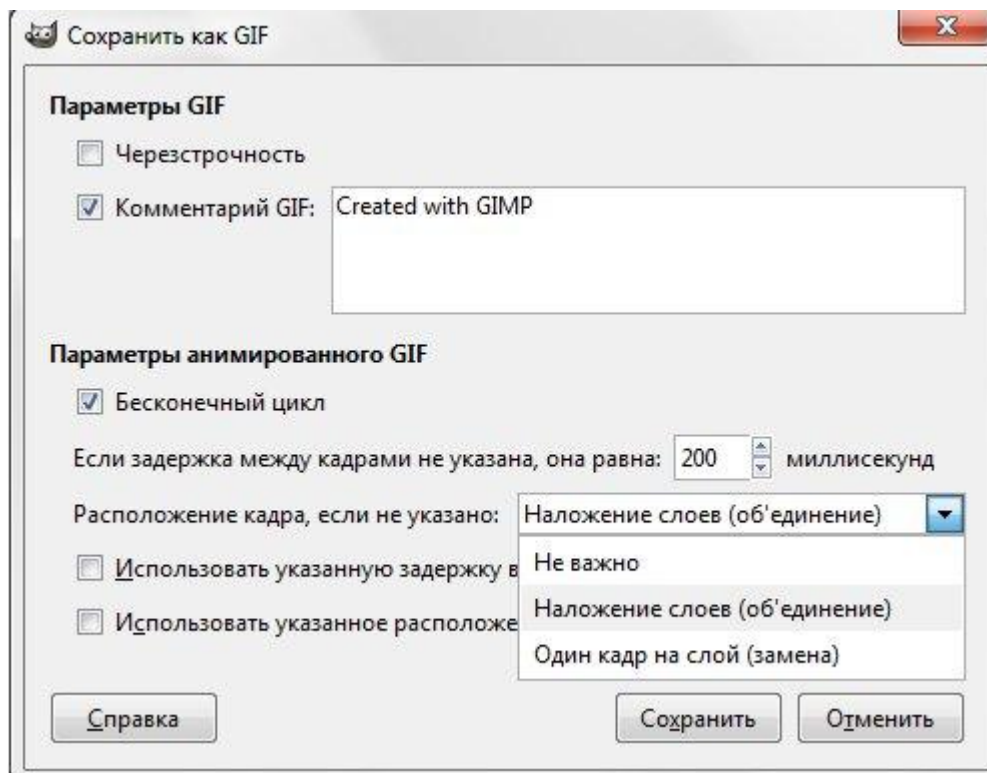 Сохранить как GIF
Параметры GIF
Черезстрочность
Комментарий GIF: Created with GIMP
Параметры анимированного GIF
Бесконечный цикл
Если задержка между кадрами не указана, она равна: 200 миллисекунд
Расположение кадра, если не указано: Наложение слоев (об'единение)
Использовать указанную задержку в
Не важно
Наложение слоев (об'единение)
Использовать указанное расположе
Один кадр на слой (замена)
Справка Сохранить Отменить